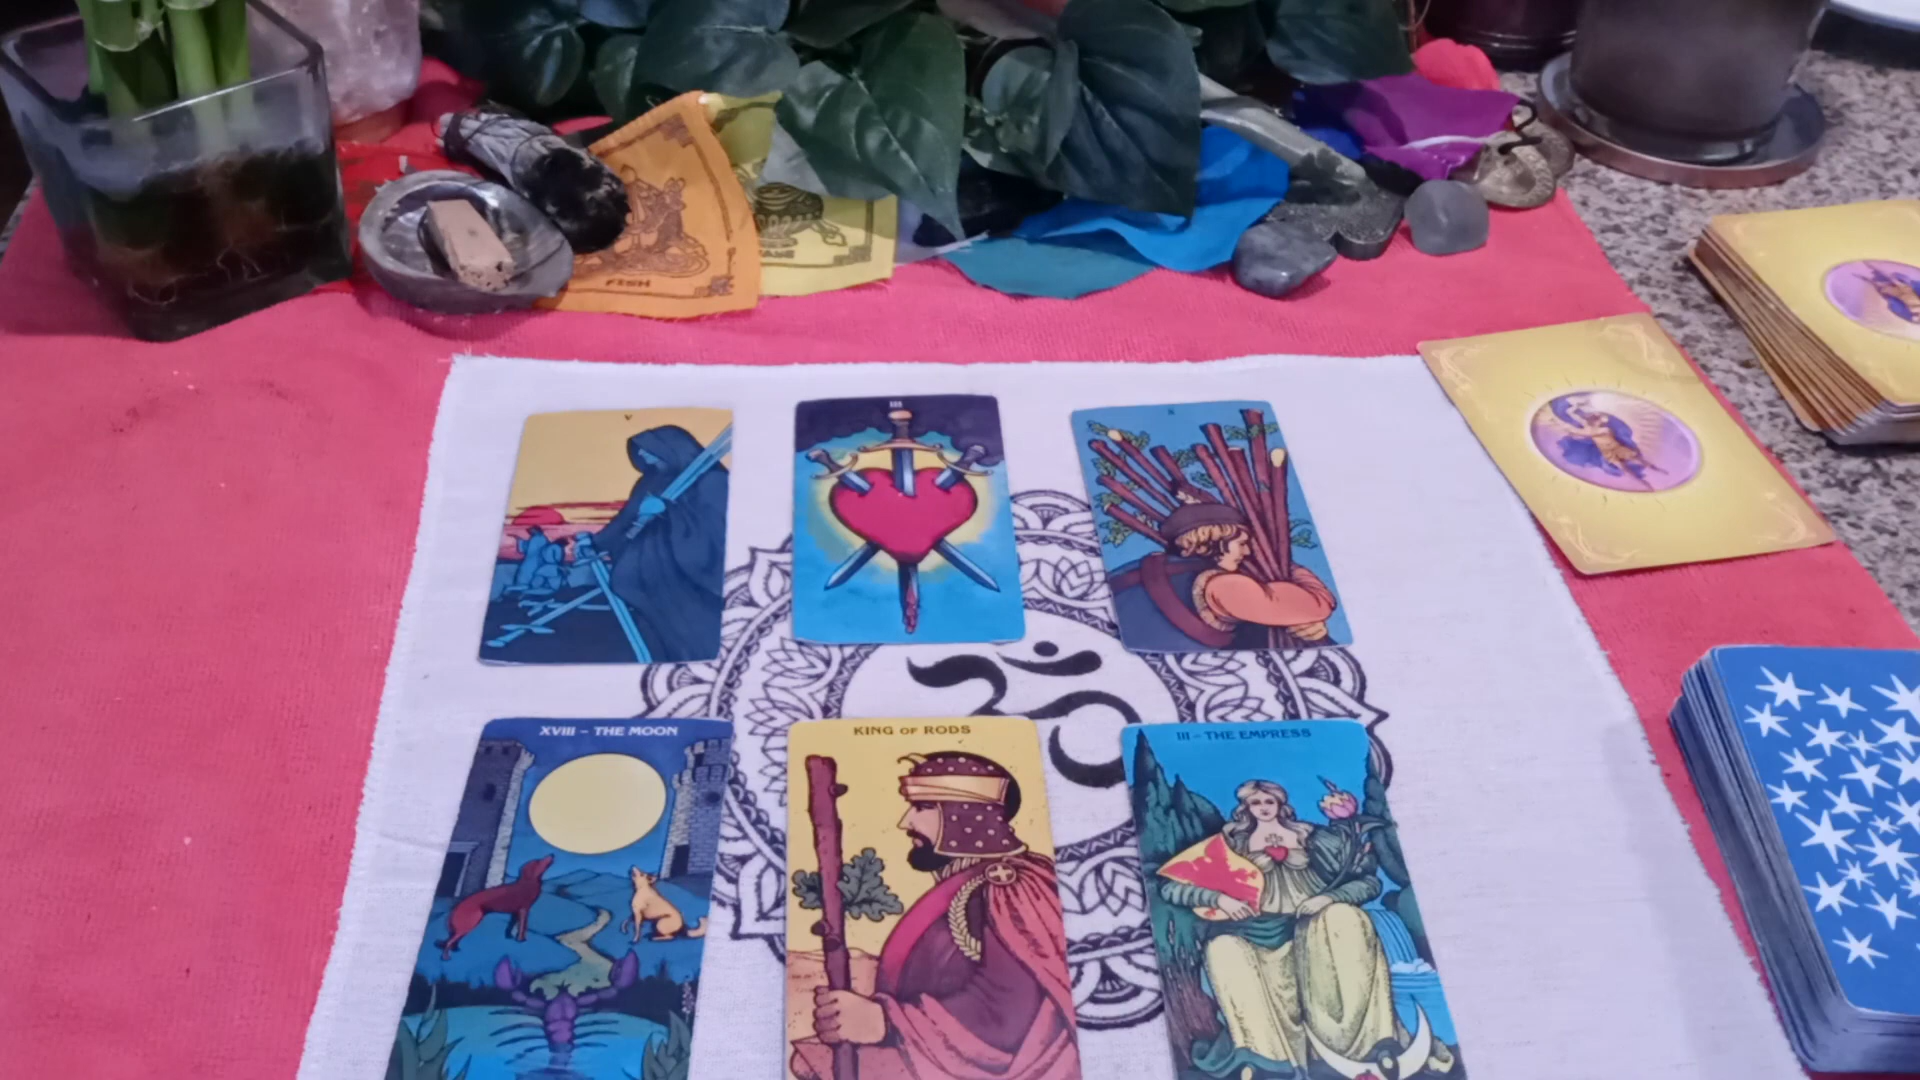 FISH
V
III
X
XVIII – THE MOON
KING OF RODS
III – THE EMPRESS
ॐ